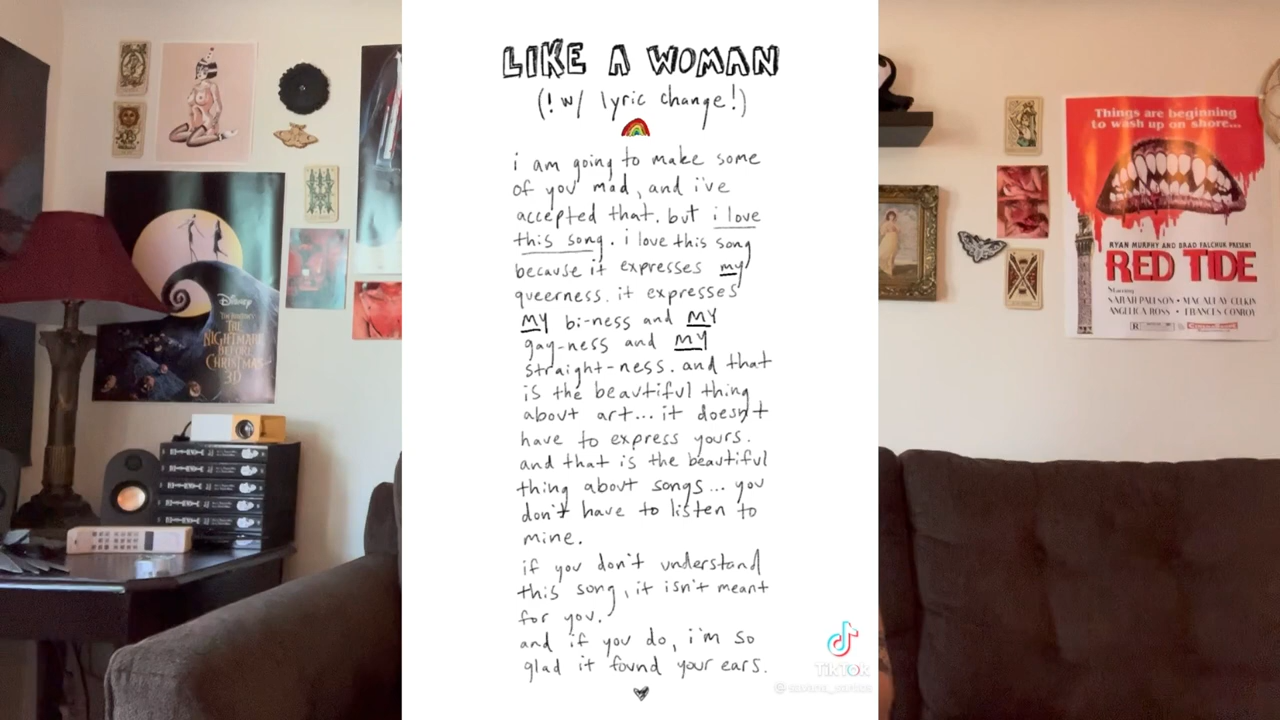 LIKE A WOMAN
(! w/ lyric change!)
i am going to make some
of you mad, and i've
accepted that. but i love
this song. i love this song
because it expresses my
queerness. it expresses
MY bi-ness and MY
gay-ness and MY
straight-ness. and that
is the beautiful thing
about art... it doesn't
have to express yours.
and that is the beautiful
thing about songs... you
don't have to listen to
mine.
if you don't understand
this song, it isn't meant
for you.
and if you do, i'm so
glad it found your ears.
TikTok
Disney
THE
NIGHTMARE
BEFORE
CHRISTMAS
3D
Things are beginning
to wash up on shore...
RYAN MURPHY AND BRAD FALCHUK PRESENT
RED TIDE
Starring
SARAH PAULSON • MACAULAY CULKIN
ANGELICA ROSS • FRANCES CONROY
R